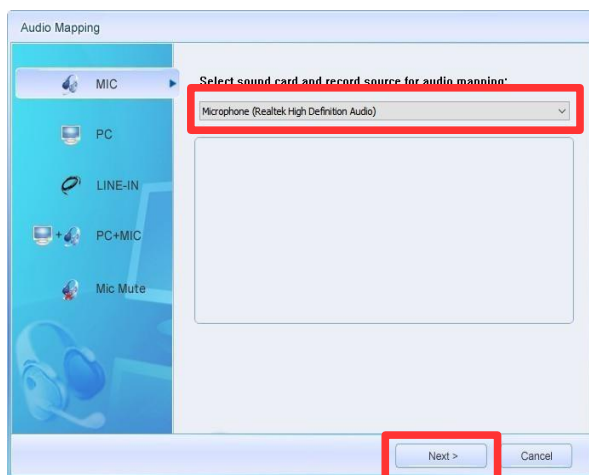 Audio Mapping
MIC
PC
LINE-IN
PC+MIC
Mic Mute
Select sound card and record source for audio mapping:
Microphone (Realtek High Definition Audio)
Next >
Cancel